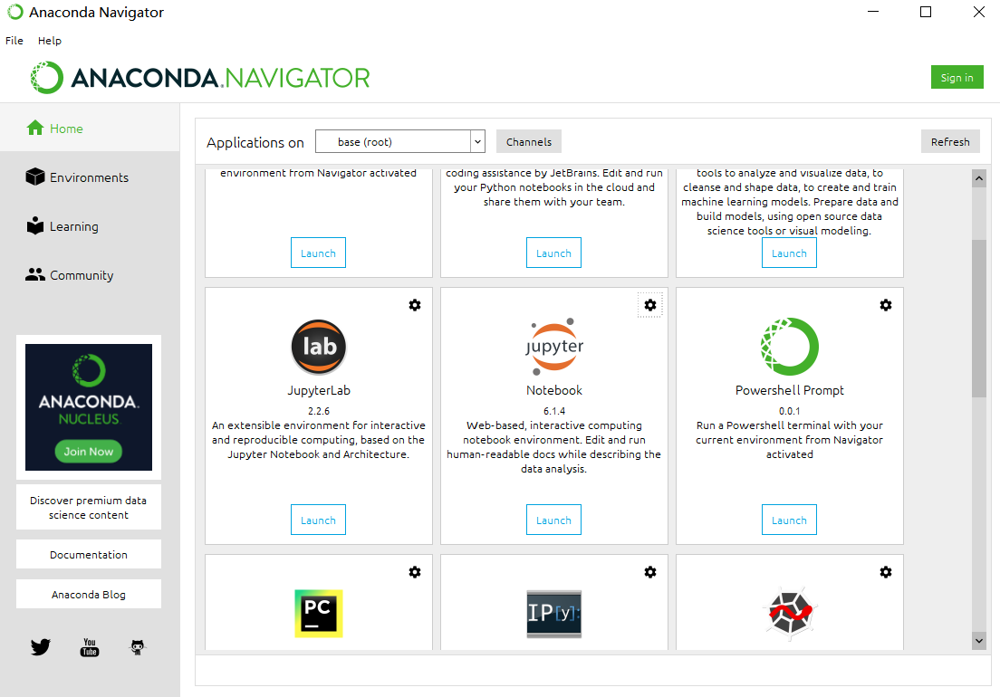 Anaconda Navigator
File Help
ANACONDA.NAVIGATOR
Sign in
Home
Environments
Learning
Community
ANACONDA.
NUCLEUS
Join Now
Discover premium data
science content
Documentation
Anaconda Blog
You
Tube
Applications on
base (root)
Channels
Refresh
environment from Navigator activated
Launch
coding assistance by JetBrains. Edit and run
your Python notebooks in the cloud and
share them with your team.
Launch
tools to analyze and visualize data, to
cleanse and shape data, to create and train
machine learning models. Prepare data and
build models, using open source data
science tools or visual modeling.
Launch
lab
JupyterLab
2.2.6
An extensible environment for interactive
and reproducible computing, based on the
Jupyter Notebook and Architecture.
Launch
jupyter
Notebook
6.1.4
Web-based, interactive computing
notebook environment. Edit and run
human-readable docs while describing the
data analysis.
Launch
Powershell Prompt
0.0.1
Run a Powershell terminal with your
current environment from Navigator
activated
Launch
PC
IP[y]: